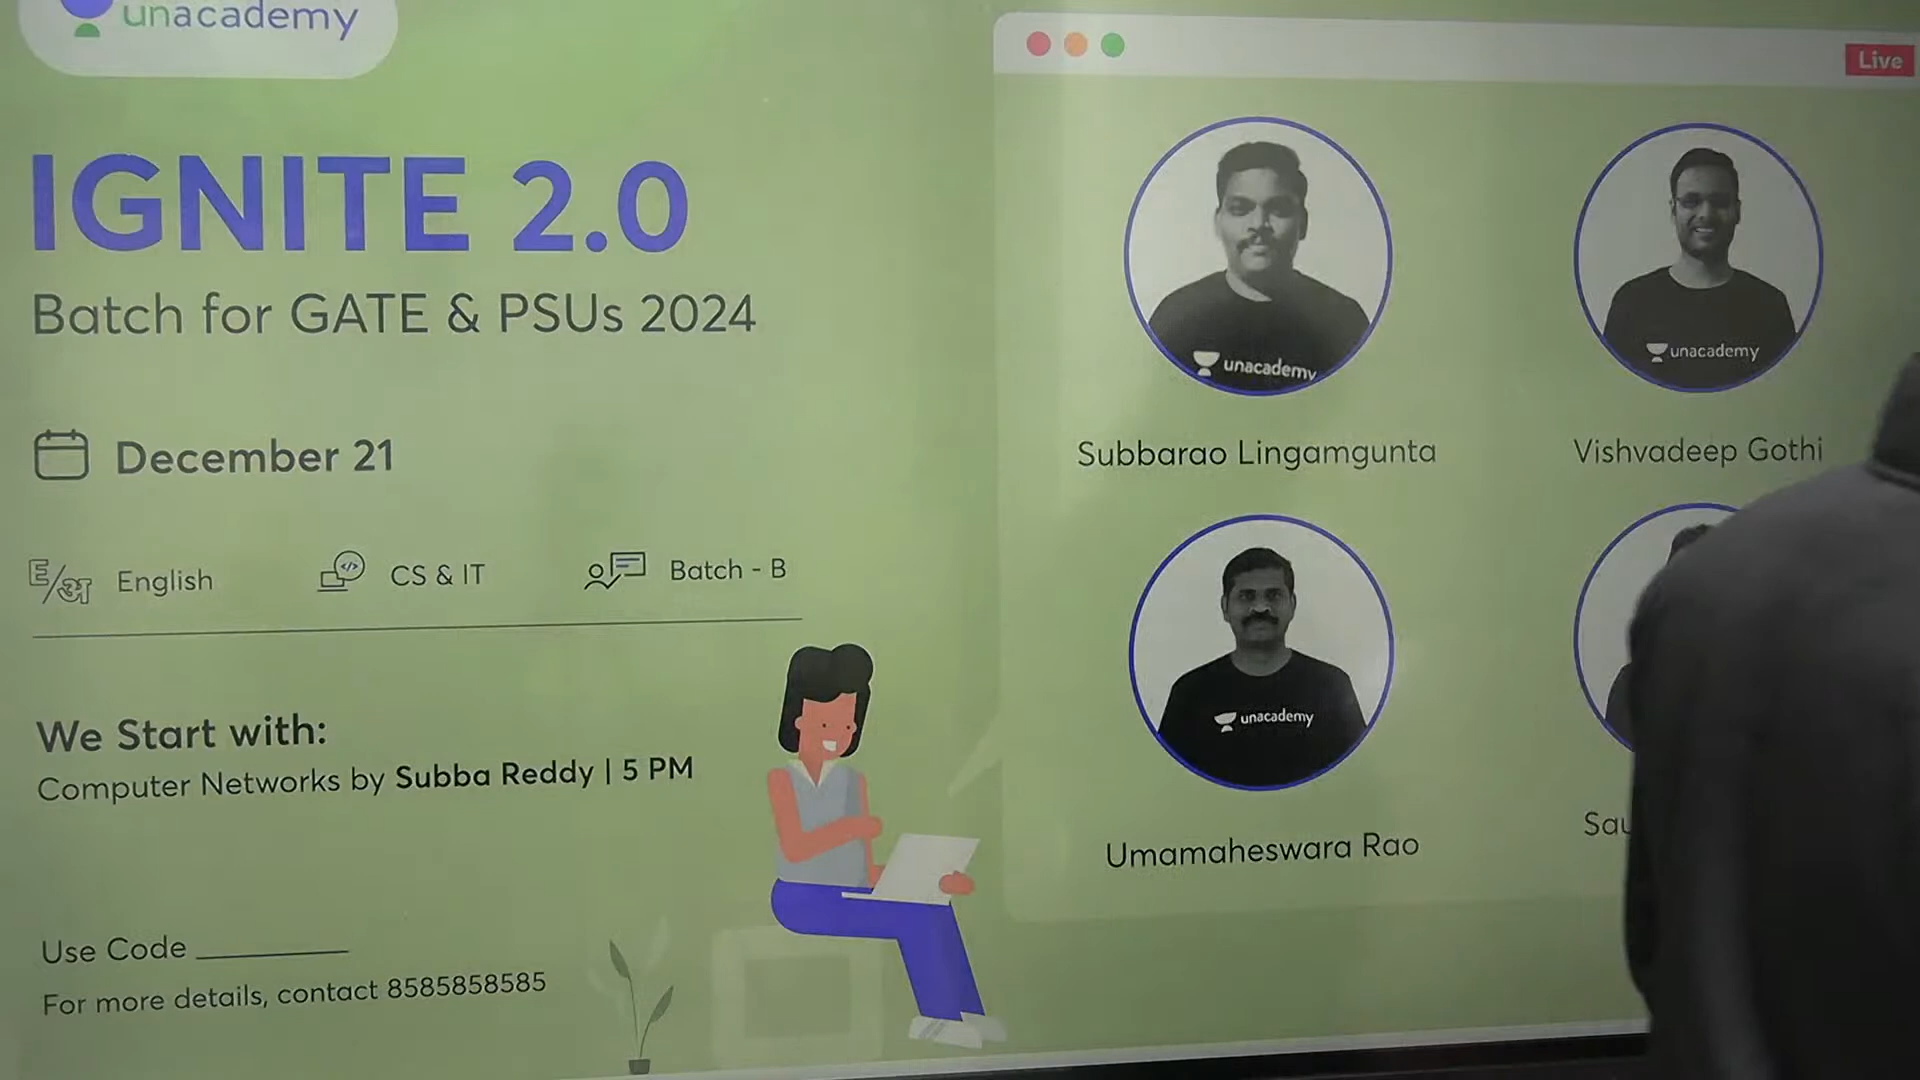 unacademy
IGNITE 2.0
Batch for GATE & PSUs 2024
December 21
E/अ English
CS & IT
Batch - B
We Start with:
Computer Networks by Subba Reddy | 5 PM
Use Code
For more details, contact 8585858585
Live
unacademy
unacademy
Subbarao Lingamgunta
Vishvadeep Gothi
unacademy
Umamaheswara Rao